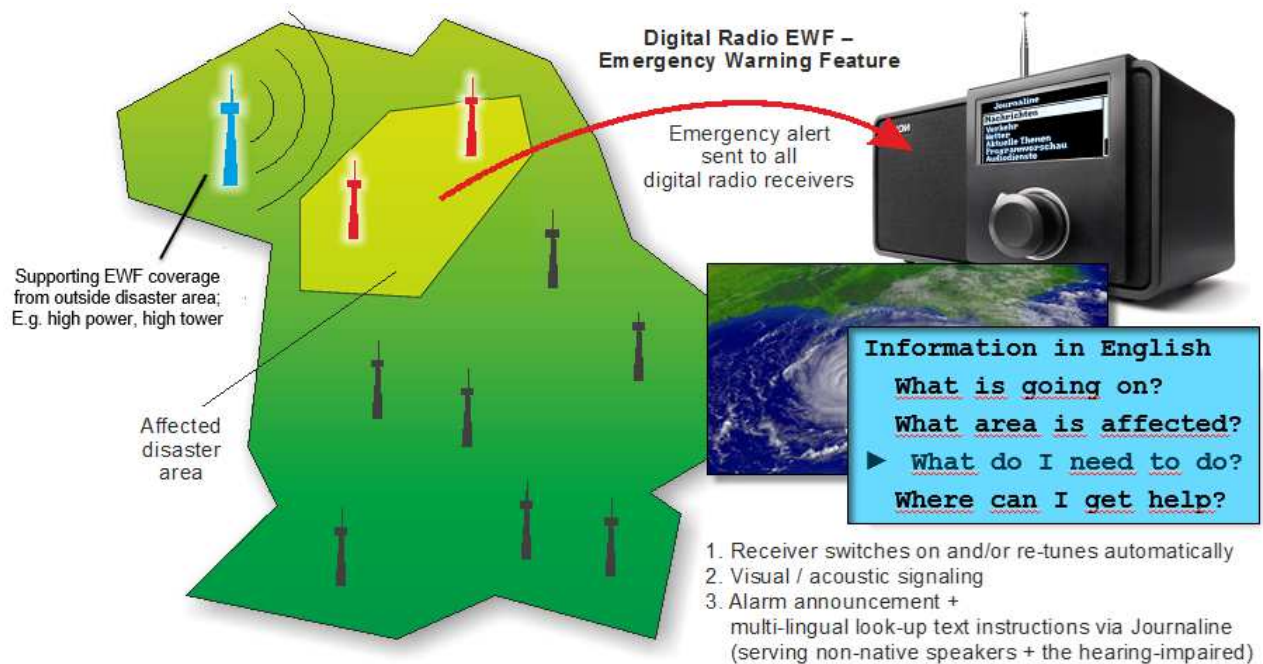 Digital Radio EWF –
Emergency Warning Feature
Emergency alert
sent to all
digital radio receivers
Journaline
Nachrichten
Verkehr
Wetter
Aktuelle Themen
Programmvorschau
Audiodienste
Supporting EWF coverage
from outside disaster area;
E.g. high power, high tower
Affected
disaster
area
Information in English
What is going on?
What area is affected?
► What do I need to do?
Where can I get help?
1. Receiver switches on and/or re-tunes automatically
2. Visual / acoustic signaling
3. Alarm announcement +
multi-lingual look-up text instructions via Journaline
(serving non-native speakers + the hearing-impaired)